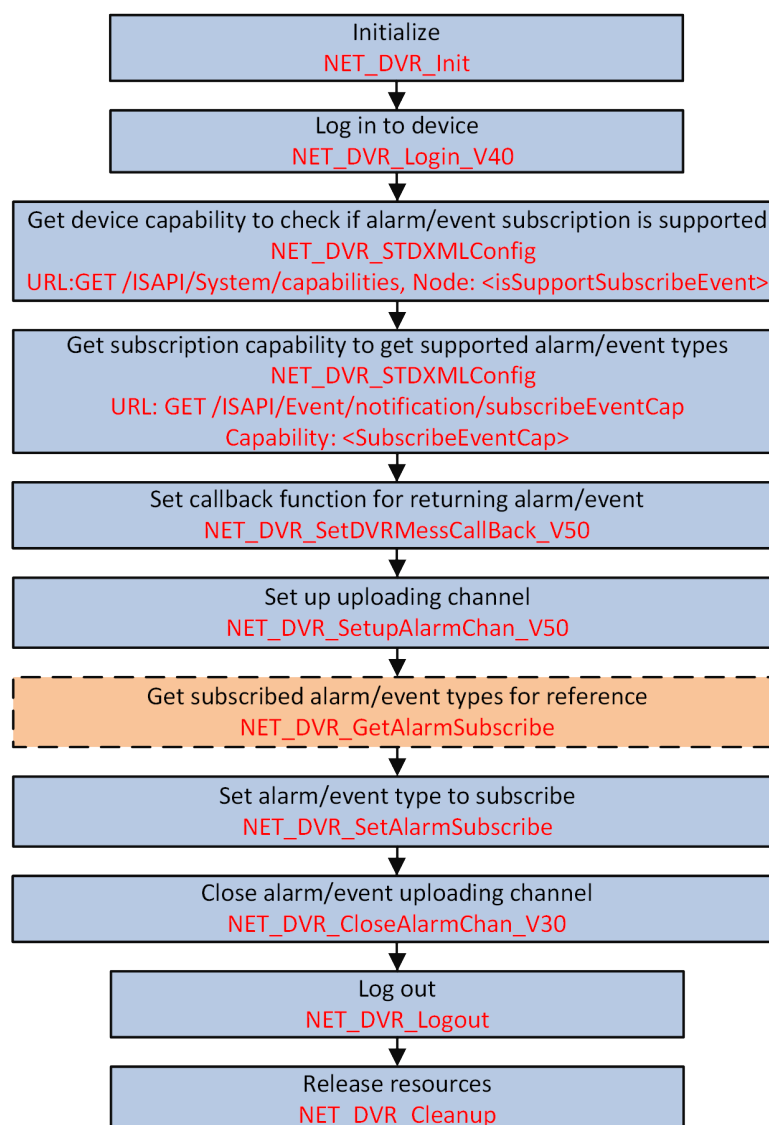 Initialize
NET_DVR_Init
Log in to device
NET_DVR_Login_V40
Get device capability to check if alarm/event subscription is supported
NET_DVR_STDXMLConfig
URL:GET /ISAPI/System/capabilities, Node: <isSupportSubscribeEvent>
Get subscription capability to get supported alarm/event types
NET_DVR_STDXMLConfig
URL: GET /ISAPI/Event/notification/subscribeEventCap
Capability: <SubscribeEventCap>
Set callback function for returning alarm/event
NET_DVR_SetDVRMessCallBack_V50
Set up uploading channel
NET_DVR_SetupAlarmChan_V50
Get subscribed alarm/event types for reference
NET_DVR_GetAlarmSubscribe
Set alarm/event type to subscribe
NET_DVR_SetAlarmSubscribe
Close alarm/event uploading channel
NET_DVR_CloseAlarmChan_V30
Log out
NET_DVR_Logout
Release resources
NET_DVR_Cleanup